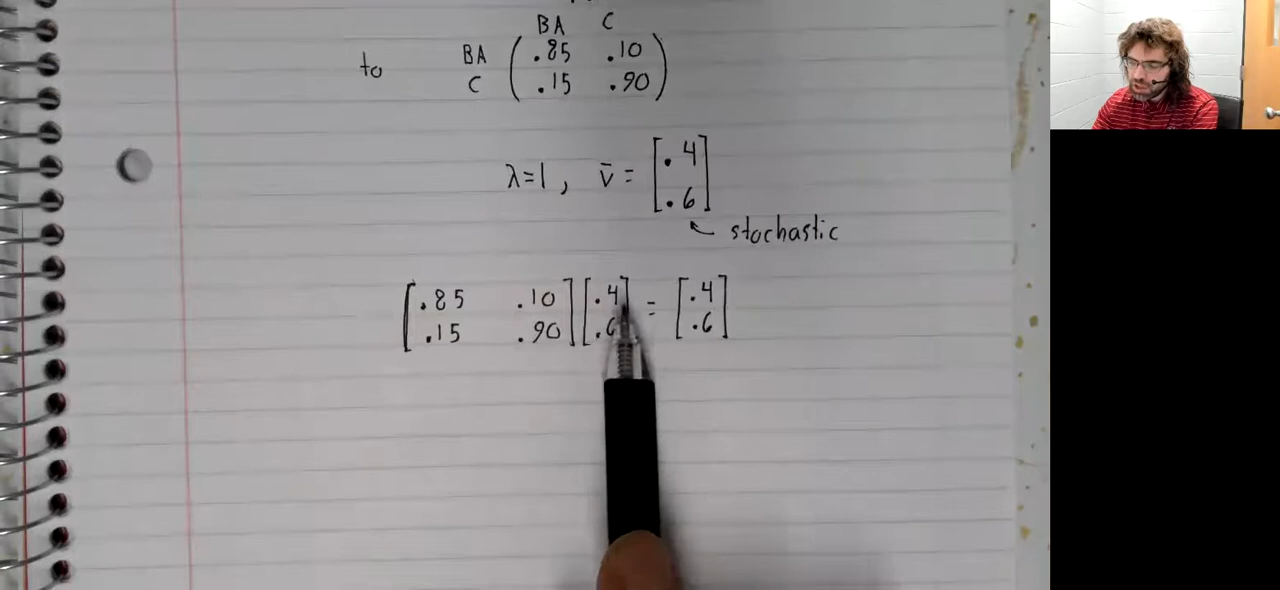 BA C
BA ( .85 .10 )
to
C ( .15 .90 )
λ=1, v̄ = [ .4 .6 ]
stochastic
[ .85 .10 ] [ .4 ] = [ .4 ]
[ .15 .90 ] [ .6 ] [ .6 ]